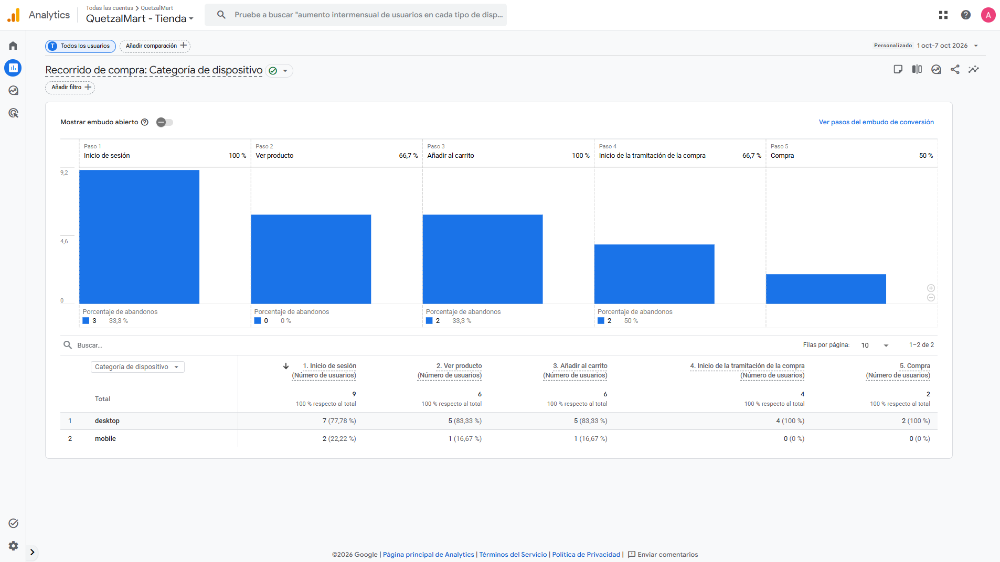 Analytics
Todas las cuentas > QuetzalMart
QuetzalMart - Tienda
Pruebe a buscar "aumento intermensual de usuarios en cada tipo de disp...
A
T Todos los usuarios
Añadir comparación
Personalizado 1 oct-7 oct 2026
Recorrido de compra: Categoría de dispositivo
Añadir filtro
Mostrar embudo abierto
Ver pasos del embudo de conversión
Paso 1
Inicio de sesión 100 %
Paso 2
Ver producto 66,7 %
Paso 3
Añadir al carrito 100 %
Paso 4
Inicio de la tramitación de la compra 66,7 %
Paso 5
Compra 50 %
9,2
4,6
0
Porcentaje de abandonos
3 33,3 %
Porcentaje de abandonos
0 0 %
Porcentaje de abandonos
2 33,3 %
Porcentaje de abandonos
2 50 %
Buscar...
Filas por página: 10 1–2 de 2
Categoría de dispositivo
1. Inicio de sesión
(Número de usuarios)
2. Ver producto
(Número de usuarios)
3. Añadir al carrito
(Número de usuarios)
4. Inicio de la tramitación de la compra
(Número de usuarios)
5. Compra
(Número de usuarios)
Total
9
100 % respecto al total
6
100 % respecto al total
6
100 % respecto al total
4
100 % respecto al total
2
100 % respecto al total
1 desktop 7 (77,78 %) 5 (83,33 %) 5 (83,33 %) 4 (100 %) 2 (100 %)
2 mobile 2 (22,22 %) 1 (16,67 %) 1 (16,67 %) 0 (0 %) 0 (0 %)
©2026 Google | Página principal de Analytics | Términos del Servicio | Política de Privacidad | Enviar comentarios